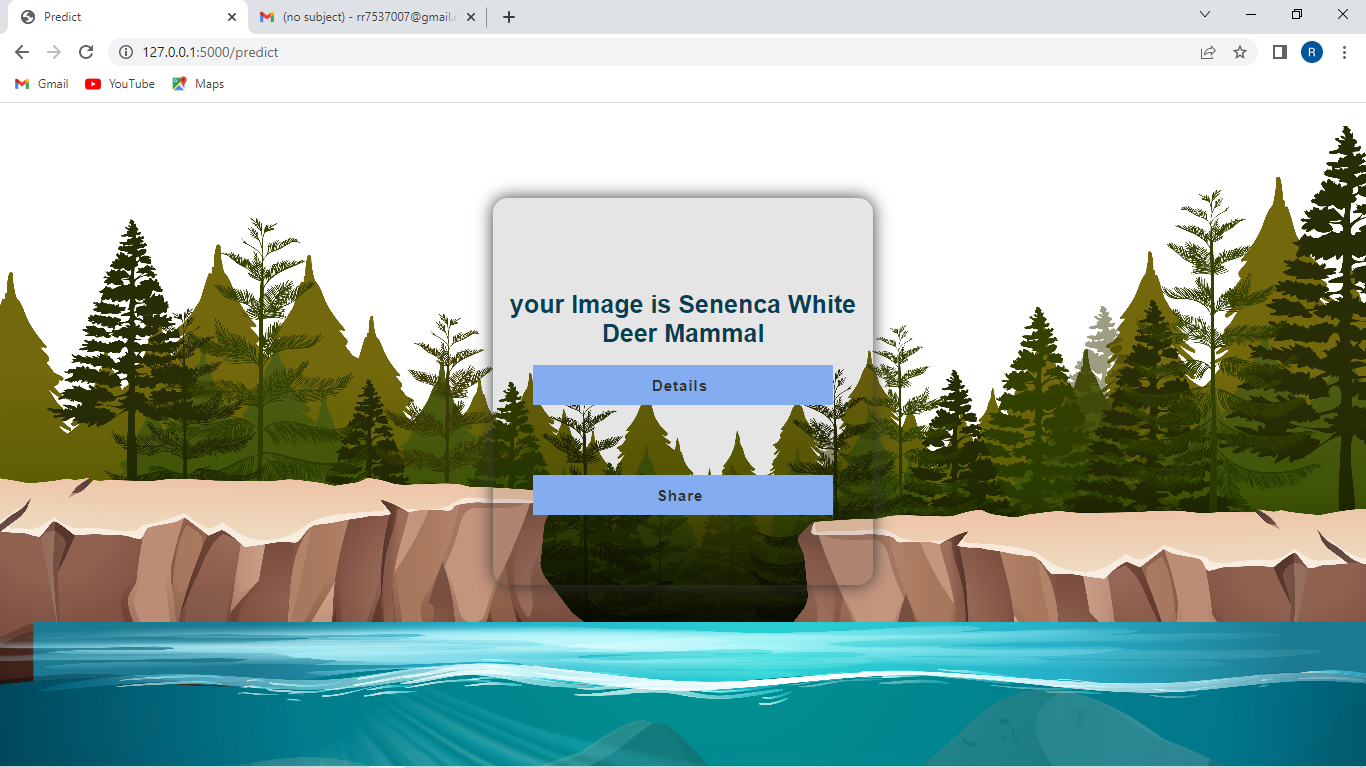 Predict
(no subject) - rr7537007@gmail.c
127.0.0.1:5000/predict
R
Gmail
YouTube
Maps
your Image is Senenca White
Deer Mammal
Details
Share